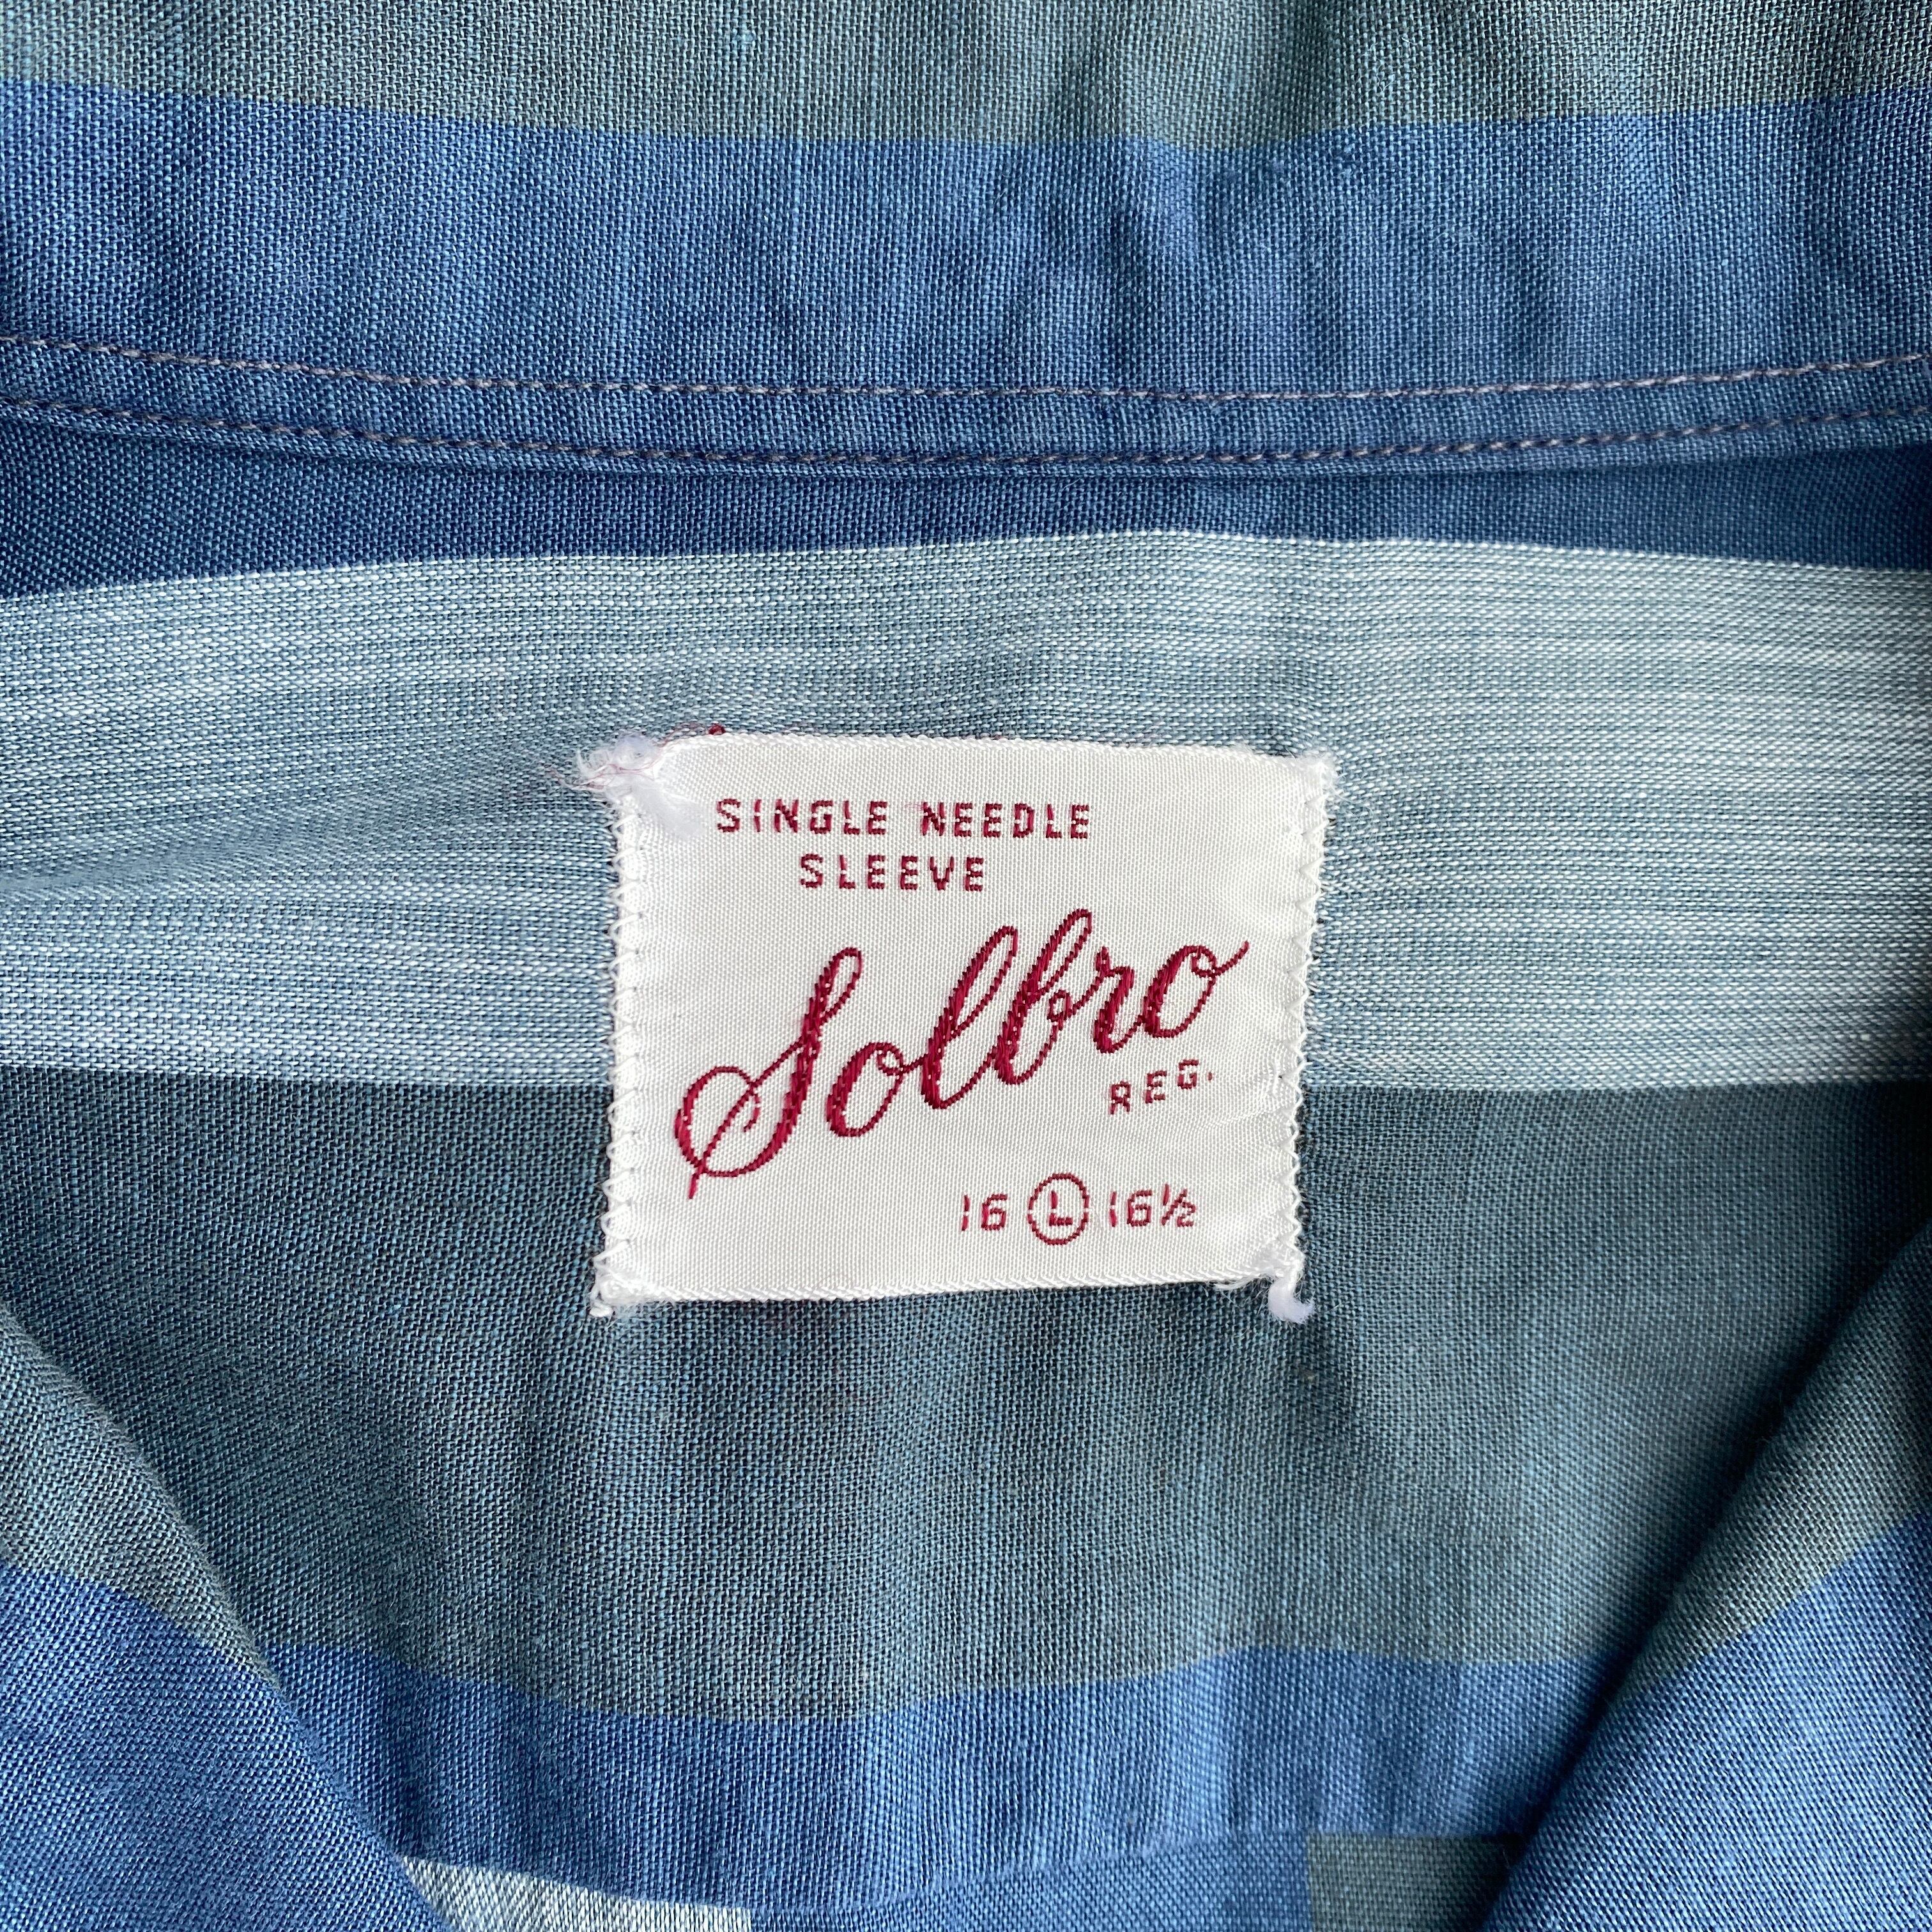 SINGLE NEEDLE
SLEEVE
Solbro
REG.
16 L 16½